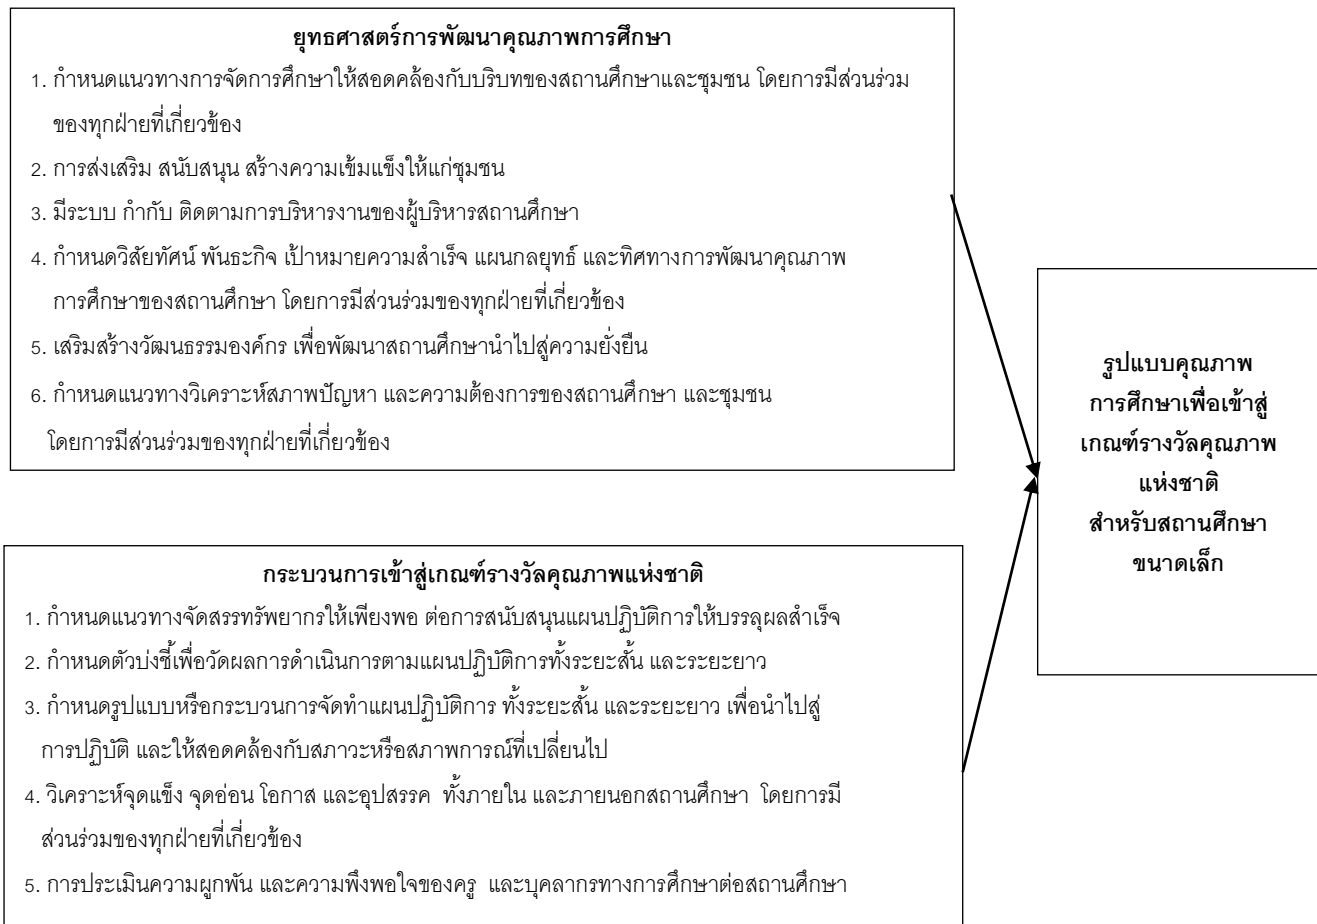 ยุทธศาสตร์การพัฒนาคุณภาพการศึกษา
1. กำหนดแนวทางการจัดการศึกษาให้สอดคล้องกับบริบทของสถานศึกษาและชุมชน โดยการมีส่วนร่วม
ของทุกฝ่ายที่เกี่ยวข้อง
2. การส่งเสริม สนับสนุน สร้างความเข้มแข็งให้แก่ชุมชน
3. มีระบบ กำกับ ติดตามการบริหารงานของผู้บริหารสถานศึกษา
4. กำหนดวิสัยทัศน์ พันธะกิจ เป้าหมายความสำเร็จ แผนกลยุทธ์ และทิศทางการพัฒนาคุณภาพ
การศึกษาของสถานศึกษา โดยการมีส่วนร่วมของทุกฝ่ายที่เกี่ยวข้อง
5. เสริมสร้างวัฒนธรรมองค์กร เพื่อพัฒนาสถานศึกษานำไปสู่ความยั่งยืน
6. กำหนดแนวทางวิเคราะห์สภาพปัญหา และความต้องการของสถานศึกษา และชุมชน
โดยการมีส่วนร่วมของทุกฝ่ายที่เกี่ยวข้อง
กระบวนการเข้าสู่เกณฑ์รางวัลคุณภาพแห่งชาติ
1. กำหนดแนวทางจัดสรรทรัพยากรให้เพียงพอ ต่อการสนับสนุนแผนปฏิบัติการให้บรรลุผลสำเร็จ
2. กำหนดตัวบ่งชี้เพื่อวัดผลการดำเนินการตามแผนปฏิบัติการทั้งระยะสั้น และระยะยาว
3. กำหนดรูปแบบหรือกระบวนการจัดทำแผนปฏิบัติการ ทั้งระยะสั้น และระยะยาว เพื่อนำไปสู่
การปฏิบัติ และให้สอดคล้องกับสภาวะหรือสภาพการณ์ที่เปลี่ยนไป
4. วิเคราะห์จุดแข็ง จุดอ่อน โอกาส และอุปสรรค ทั้งภายใน และภายนอกสถานศึกษา โดยการมี
ส่วนร่วมของทุกฝ่ายที่เกี่ยวข้อง
5. การประเมินความผูกพัน และความพึงพอใจของครู และบุคลากรทางการศึกษาต่อสถานศึกษา
รูปแบบคุณภาพ
การศึกษาเพื่อเข้าสู่
เกณฑ์รางวัลคุณภาพ
แห่งชาติ
สำหรับสถานศึกษา
ขนาดเล็ก